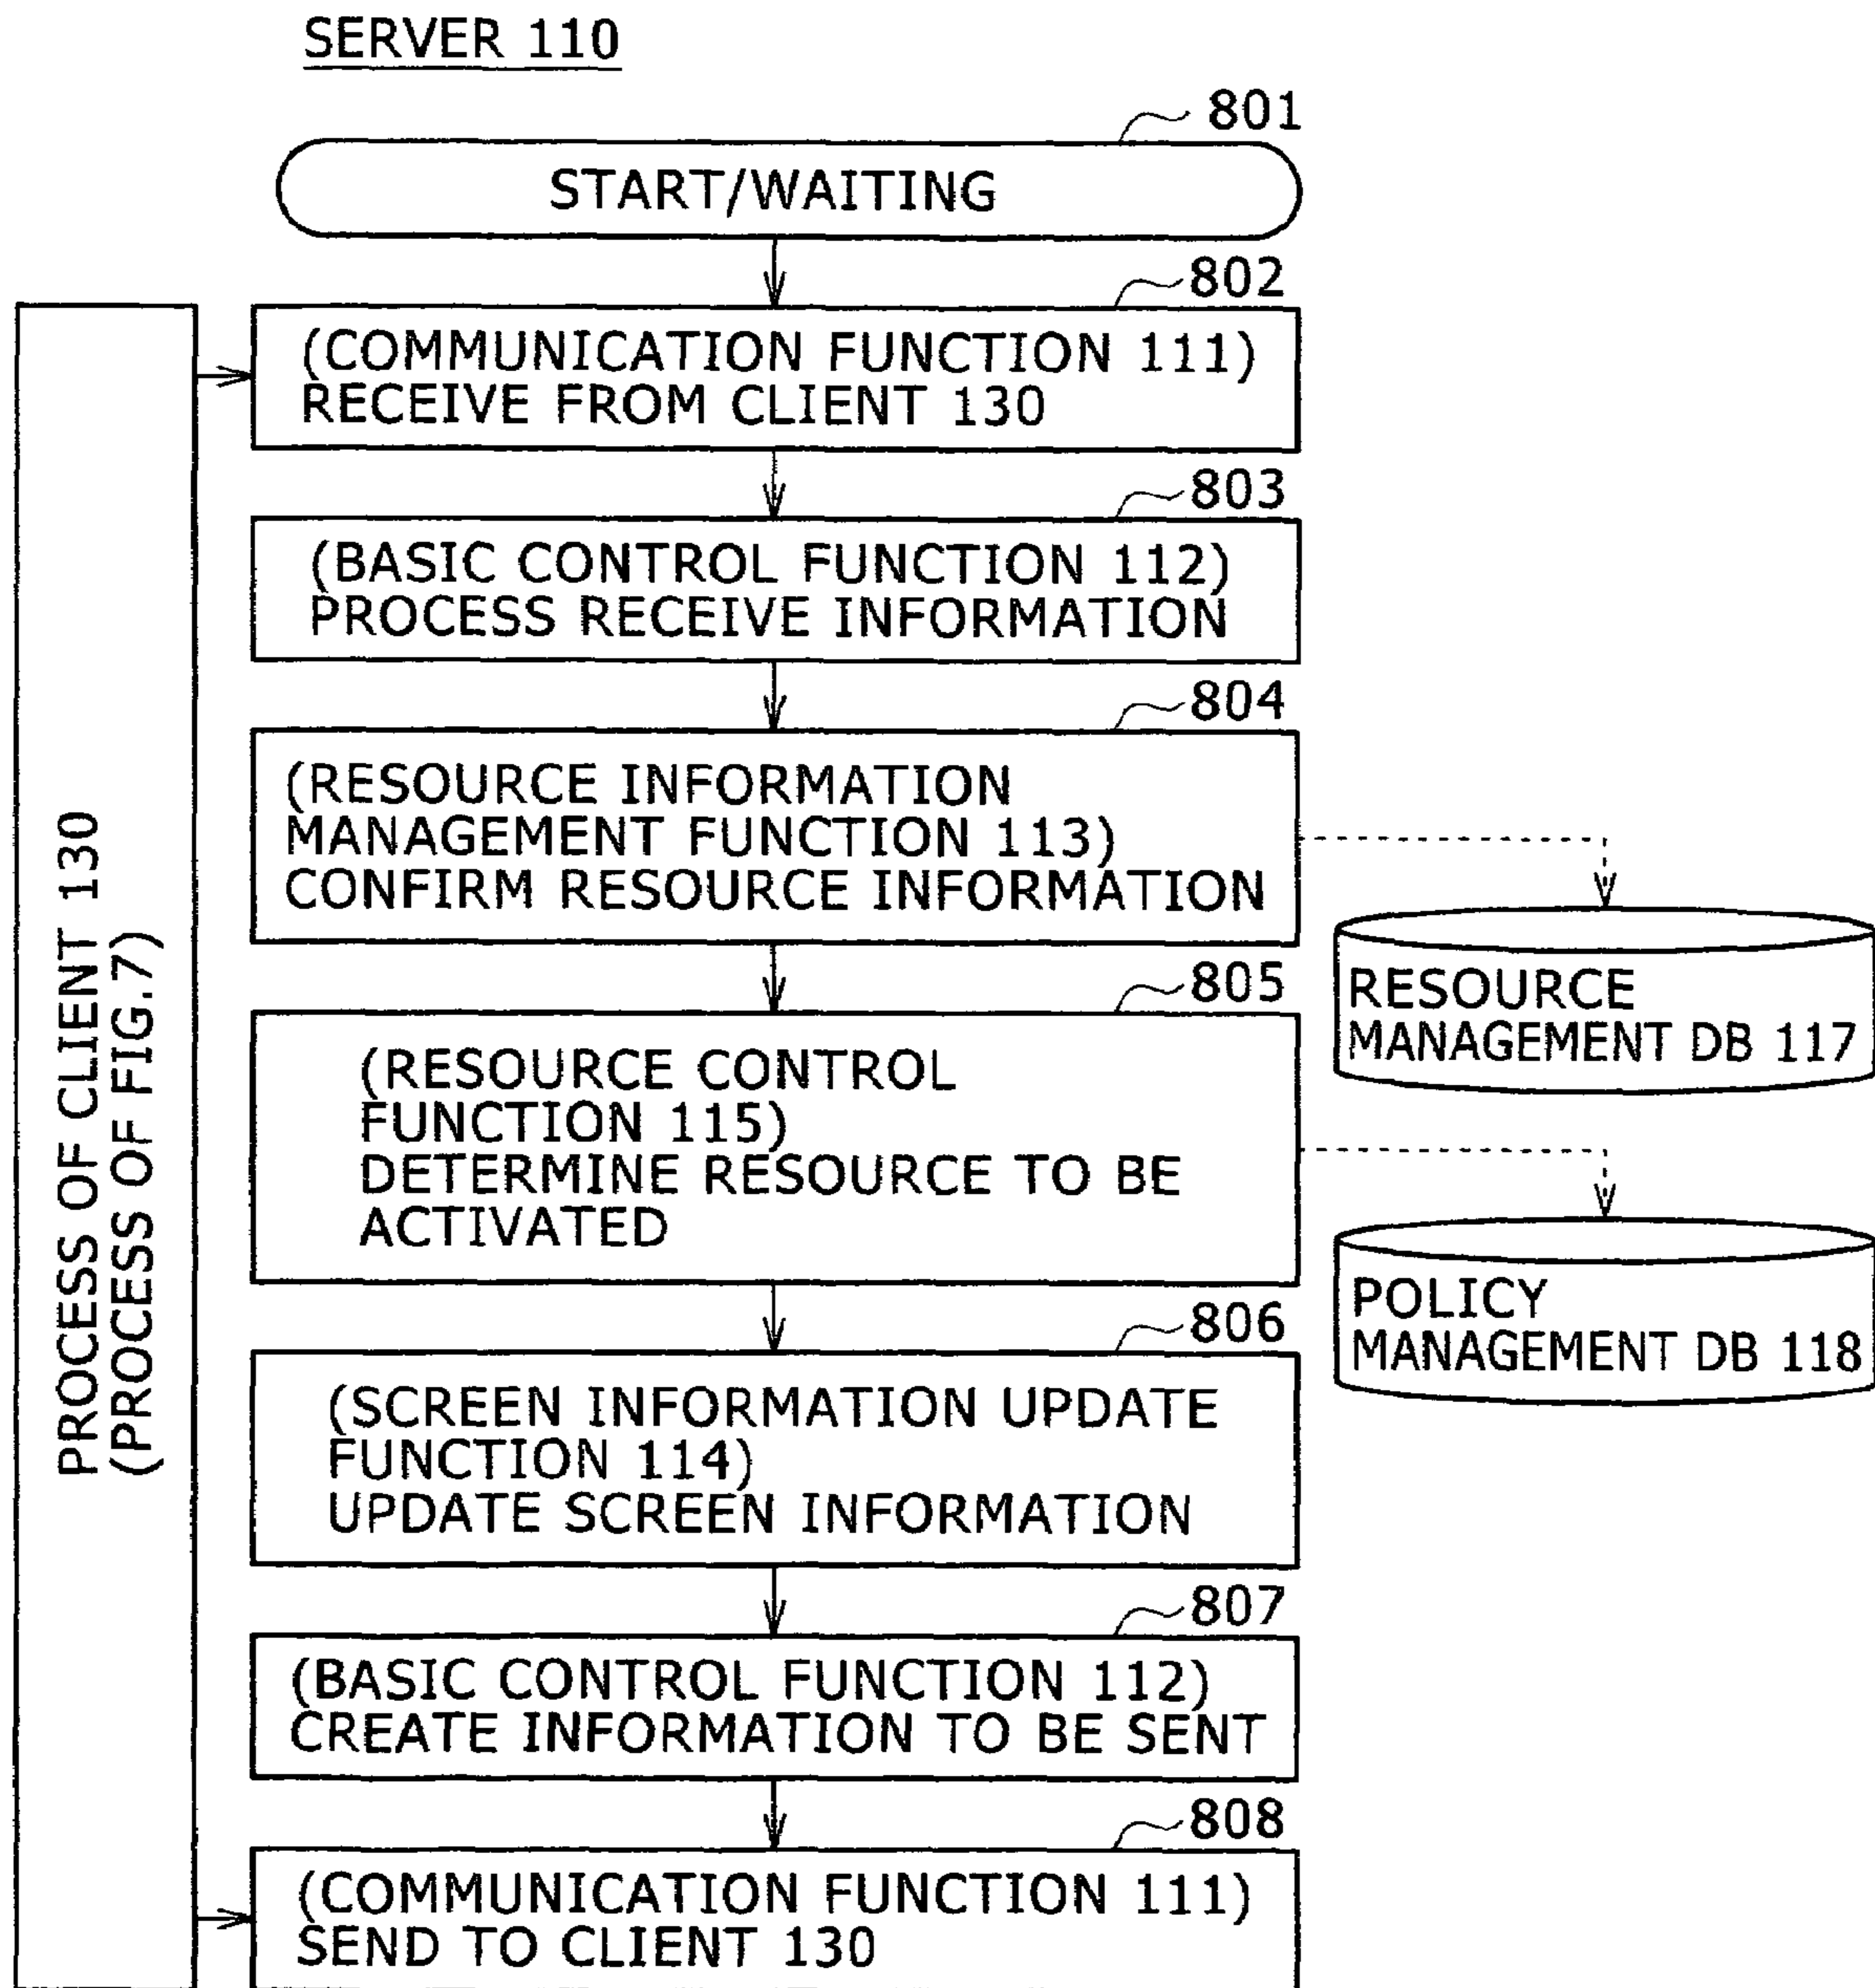 SERVER 110
801
START/WAITING
802
(COMMUNICATION FUNCTION 111)
RECEIVE FROM CLIENT 130
803
(BASIC CONTROL FUNCTION 112)
PROCESS RECEIVE INFORMATION
804
(RESOURCE INFORMATION
MANAGEMENT FUNCTION 113)
CONFIRM RESOURCE INFORMATION
RESOURCE
MANAGEMENT DB 117
805
(RESOURCE CONTROL
FUNCTION 115)
DETERMINE RESOURCE TO BE
ACTIVATED
POLICY
MANAGEMENT DB 118
806
(SCREEN INFORMATION UPDATE
FUNCTION 114)
UPDATE SCREEN INFORMATION
807
(BASIC CONTROL FUNCTION 112)
CREATE INFORMATION TO BE SENT
808
(COMMUNICATION FUNCTION 111)
SEND TO CLIENT 130
PROCESS OF CLIENT 130
(PROCESS OF FIG.7)